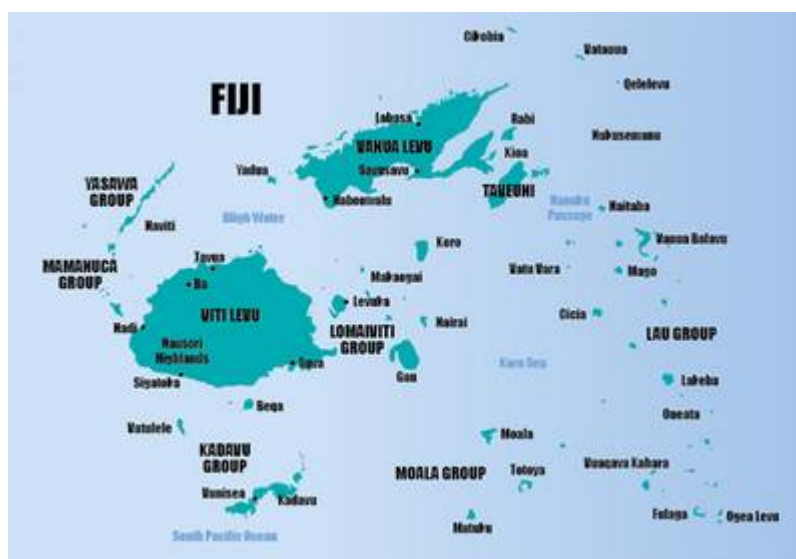 Cikobia
Vatauua
Qelelevu
FIJI
Labasa
Rabi
Nukusemanu
VANUA LEVU
Kioa
Yadua
Savusavu
YASAWA
GROUP
TAVEUNI
Nabouwalu
Nanuku
Passage
Naitaba
Naviti
Bligh Water
Vanua Balavu
Koro
Tavua
MAMANUCA
GROUP
Makongai
Vatu Vara
Mago
Ba
Levuka
VITI LEVU
Cicia
Nadi
LOMAIVITI
GROUP
Nairai
LAU GROUP
Nausori
Highlands
Suva
Gau
Koro Sea
Sigatoka
Lakeba
Beqa
Oneata
Vatulele
Moala
KADAVU
GROUP
MOALA GROUP
Totoya
Vuaqava Kabara
Vunisea
Kadavu
Matuku
Fulaga
Ogea Levu
South Pacific Ocean